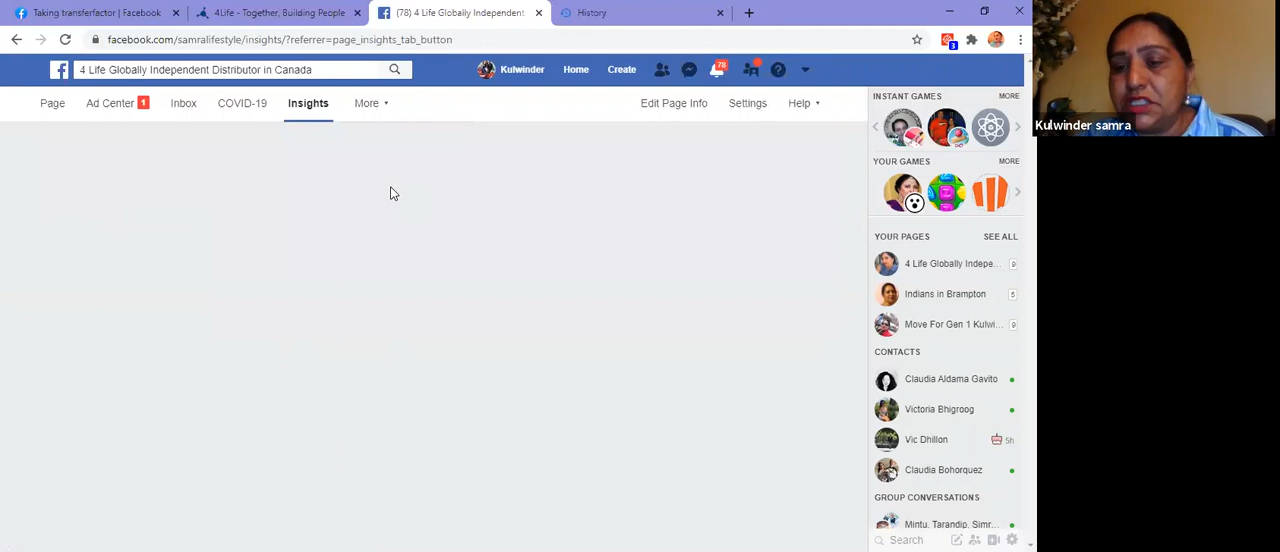 Taking transferfactor | Facebook
4Life - Together, Building People
(78) 4 Life Globally Independent
History
facebook.com/samralifestyle/insights/?referrer=page_insights_tab_button
3
4 Life Globally Independent Distributor in Canada
Kulwinder
Home
Create
78
Page
Ad Center 1
Inbox
COVID-19
Insights
More
Edit Page Info
Settings
Help
INSTANT GAMES
MORE
YOUR GAMES
MORE
YOUR PAGES
SEE ALL
4 Life Globally Indepe... 9
Indians in Brampton 5
Move For Gen 1 Kulwi... 9
CONTACTS
Claudia Aldama Gavito
Victoria Bhigroog
Vic Dhillon 5h
Claudia Bohorquez
GROUP CONVERSATIONS
Mintu, Tarandip, Simr...
Search
Kulwinder samra